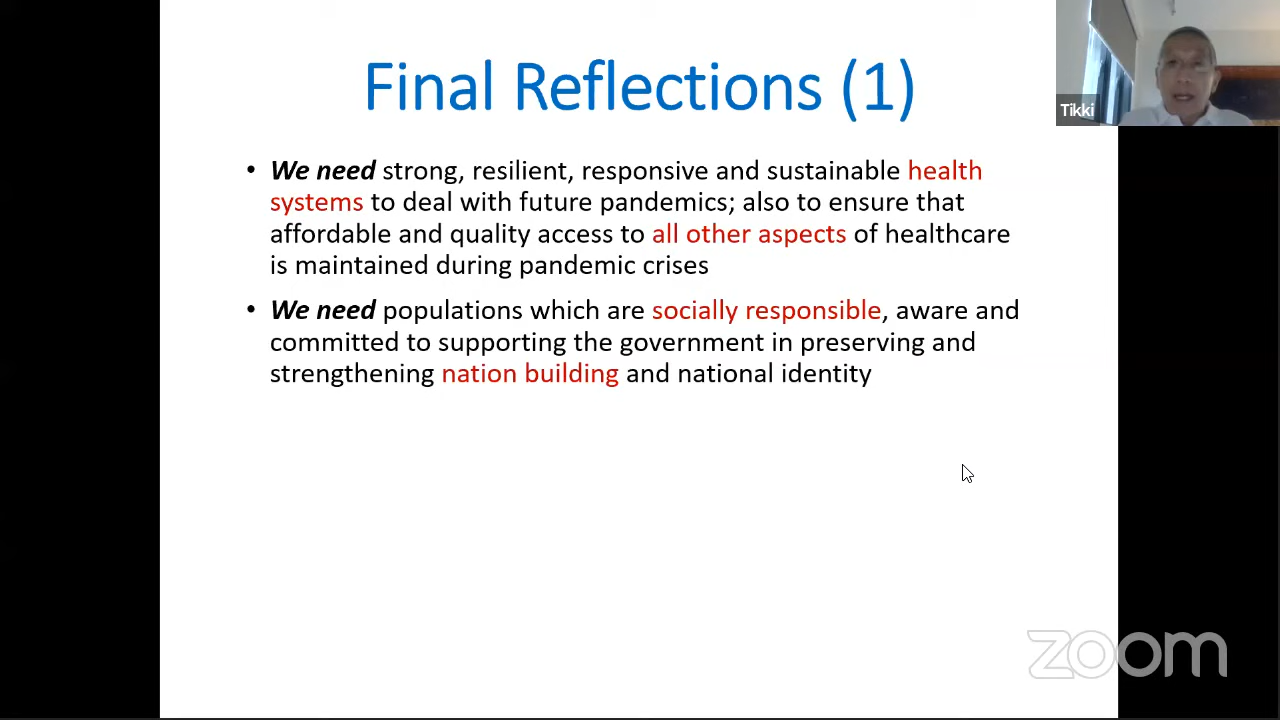 Final Reflections (1)
Tikki
• We need strong, resilient, responsive and sustainable health
systems to deal with future pandemics; also to ensure that
affordable and quality access to all other aspects of healthcare
is maintained during pandemic crises
• We need populations which are socially responsible, aware and
committed to supporting the government in preserving and
strengthening nation building and national identity
zoom